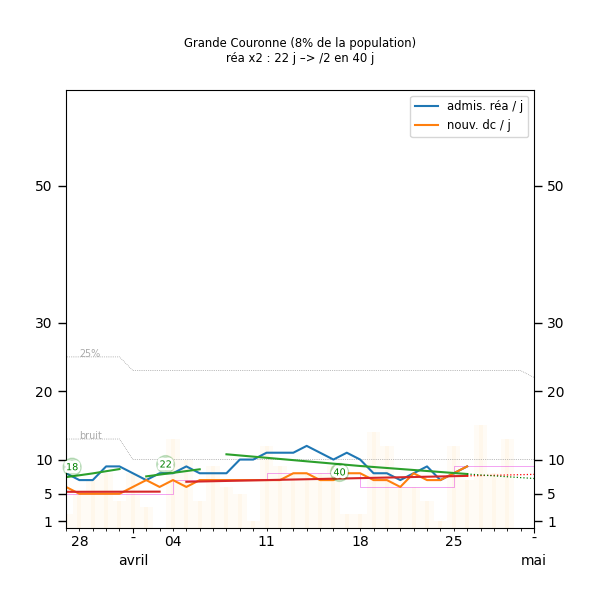 Grande Couronne (8% de la population)
réa x2 : 22 j –> /2 en 40 j
admis. réa / j
nouv. dc / j
50 50
30 30
25%
20 20
bruit
18 22
10 10
40
5 5
1 1
28 - 04 11 18 25 -
avril mai